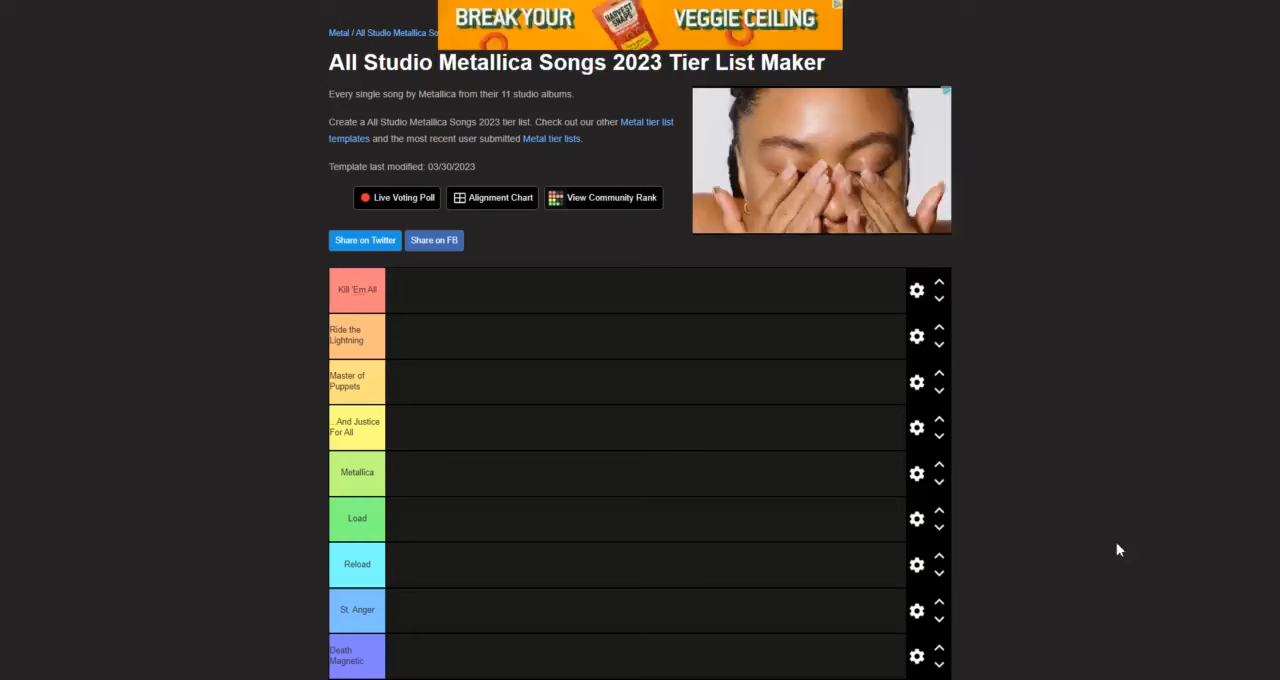 BREAK YOUR
HARVEST
SNAPS
VEGGIE CEILING
Metal / All Studio Metallica So
All Studio Metallica Songs 2023 Tier List Maker
Every single song by Metallica from their 11 studio albums.
Create a All Studio Metallica Songs 2023 tier list. Check out our other Metal tier list
templates and the most recent user submitted Metal tier lists.
Template last modified: 03/30/2023
Live Voting Poll
Alignment Chart
View Community Rank
Share on Twitter
Share on FB
Kill 'Em All
Ride the
Lightning
Master of
Puppets
...And Justice
For All
Metallica
Load
Reload
St. Anger
Death
Magnetic